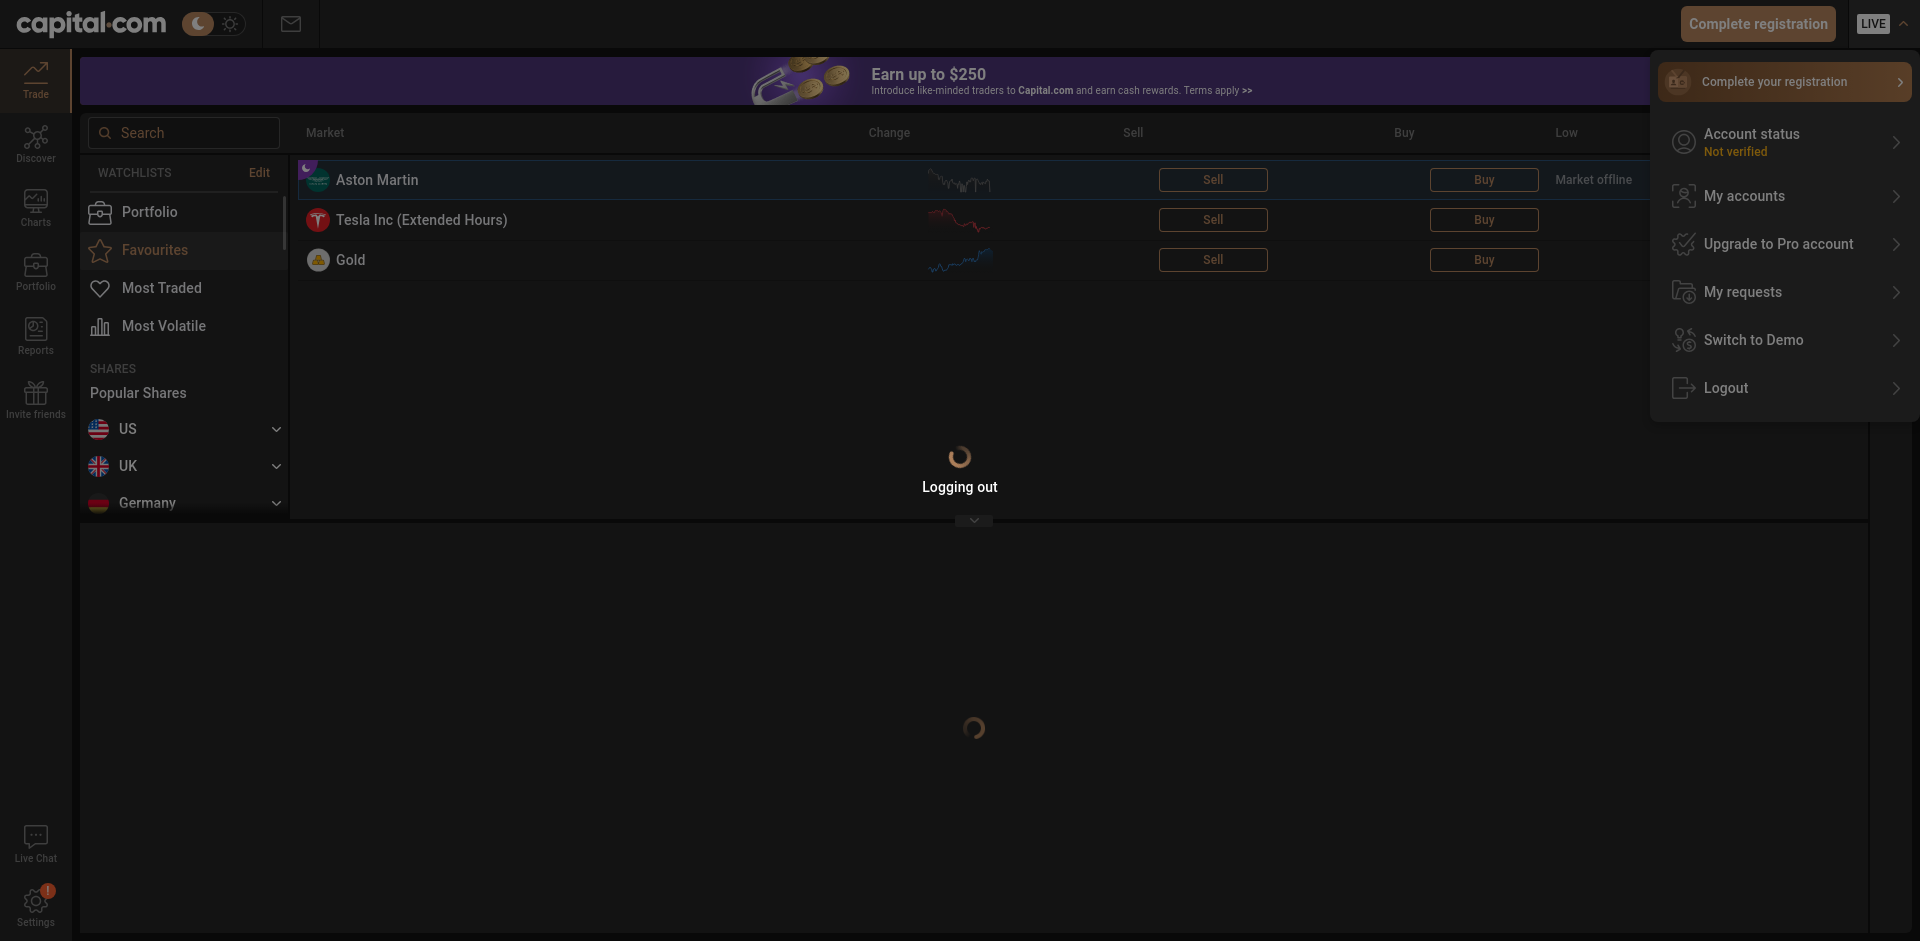 capital.com
Complete registration
LIVE
Trade
Discover
Charts
Portfolio
Reports
Invite friends
Live Chat
!
Settings
Earn up to $250
Introduce like-minded traders to Capital.com and earn cash rewards. Terms apply >>
Search
Market
Change
Sell
Buy
Low
WATCHLISTS
Edit
Portfolio
Favourites
Most Traded
Most Volatile
SHARES
Popular Shares
US
UK
Germany
Aston Martin
Sell
Buy
Market offline
Tesla Inc (Extended Hours)
Sell
Buy
Gold
Sell
Buy
Complete your registration
Account status
Not verified
My accounts
Upgrade to Pro account
My requests
Switch to Demo
Logout
Logging out